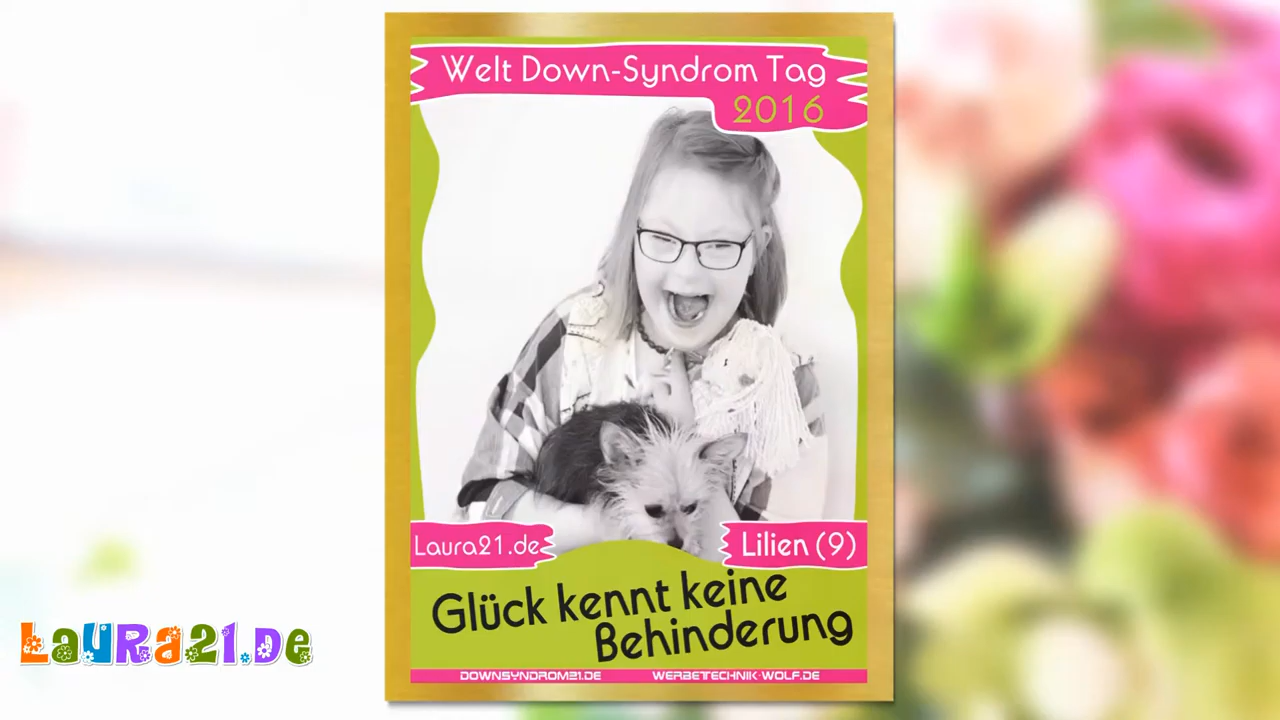 Welt Down-Syndrom Tag
2016
Laura21.de
Lilien (9)
Glück kennt keine
Behinderung
DOWNSYNDROM21.DE
WERBETECHNIK-WOLF.DE
LaURa21.De